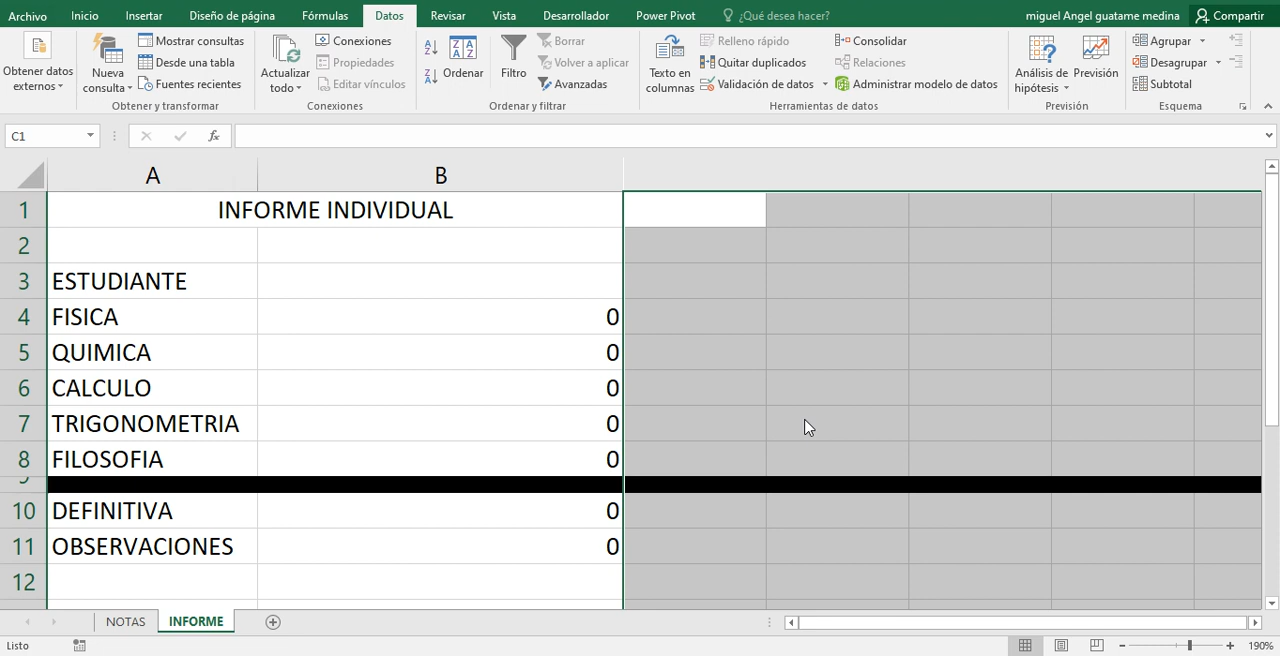 Archivo Inicio Insertar Diseño de página Fórmulas Datos Revisar Vista Desarrollador Power Pivot ¿Qué desea hacer? miguel Angel guatame medina Compartir
Obtener datos externos
Nueva consulta
Mostrar consultas
Desde una tabla
Fuentes recientes
Obtener y transformar
Actualizar todo
Conexiones
Propiedades
Editar vínculos
Conexiones
Ordenar
Filtro
Borrar
Volver a aplicar
Avanzadas
Ordenar y filtrar
Texto en columnas
Relleno rápido
Quitar duplicados
Validación de datos
Consolidar
Relaciones
Administrar modelo de datos
Herramientas de datos
Análisis de hipótesis
Previsión
Previsión
Agrupar
Desagrupar
Subtotal
Esquema
C1 fx
A B
1 INFORME INDIVIDUAL
2
3 ESTUDIANTE
4 FISICA 0
5 QUIMICA 0
6 CALCULO 0
7 TRIGONOMETRIA 0
8 FILOSOFIA 0
9
10 DEFINITIVA 0
11 OBSERVACIONES 0
12
NOTAS INFORME
Listo 190%